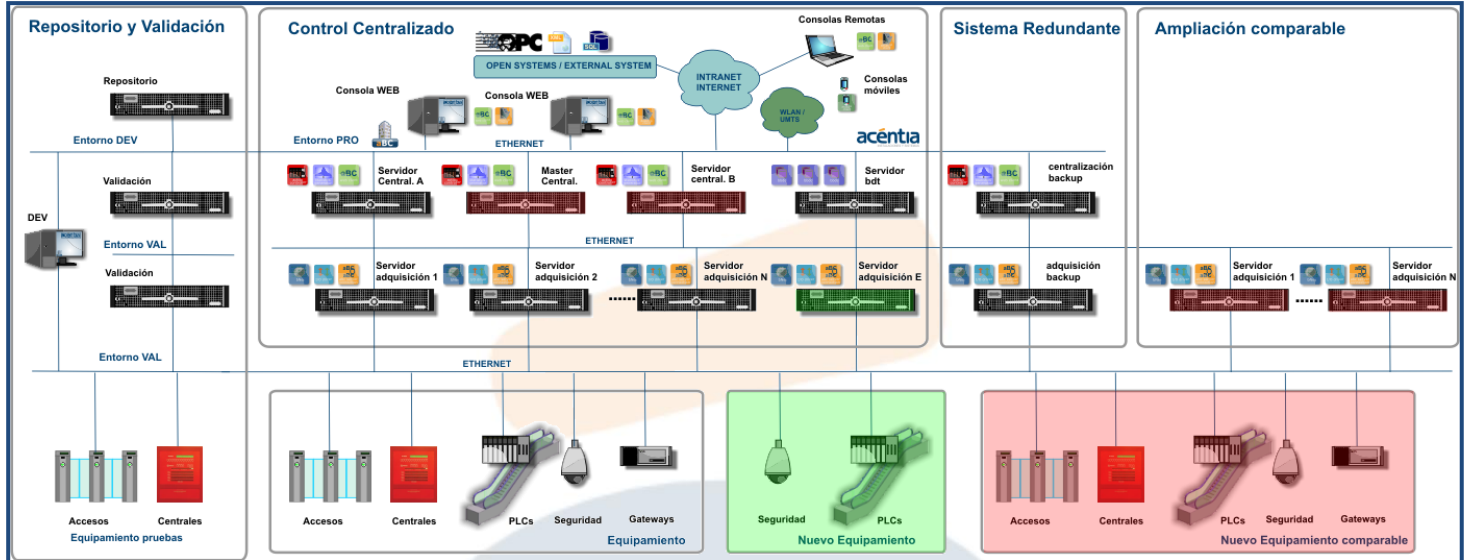 Repositorio y Validación
Repositorio
Entorno DEV
Validación
DEV
Entorno VAL
Validación
Entorno VAL
Accesos
Centrales
Equipamiento pruebas
Control Centralizado
OPC
SQL
OPEN SYSTEMS / EXTERNAL SYSTEM
Consolas Remotas
INTRANET
INTERNET
Consolas
móviles
WLAN /
UMTS
Consola WEB
Consola WEB
Entorno PRO
ETHERNET
acéntia
Servidor
Central. A
Master
Central.
Servidor
central. B
Servidor
bdt
ETHERNET
Servidor
adquisición 1
Servidor
adquisición 2
......
Servidor
adquisición N
Servidor
adquisición E
ETHERNET
Sistema Redundante
centralización
backup
adquisición
backup
Ampliación comparable
Servidor
adquisición 1
......
Servidor
adquisición N
Accesos
Centrales
PLCs
Seguridad
Gateways
Equipamiento
Seguridad
PLCs
Nuevo Equipamiento
Accesos
Centrales
PLCs
Seguridad
Gateways
Nuevo Equipamiento comparable